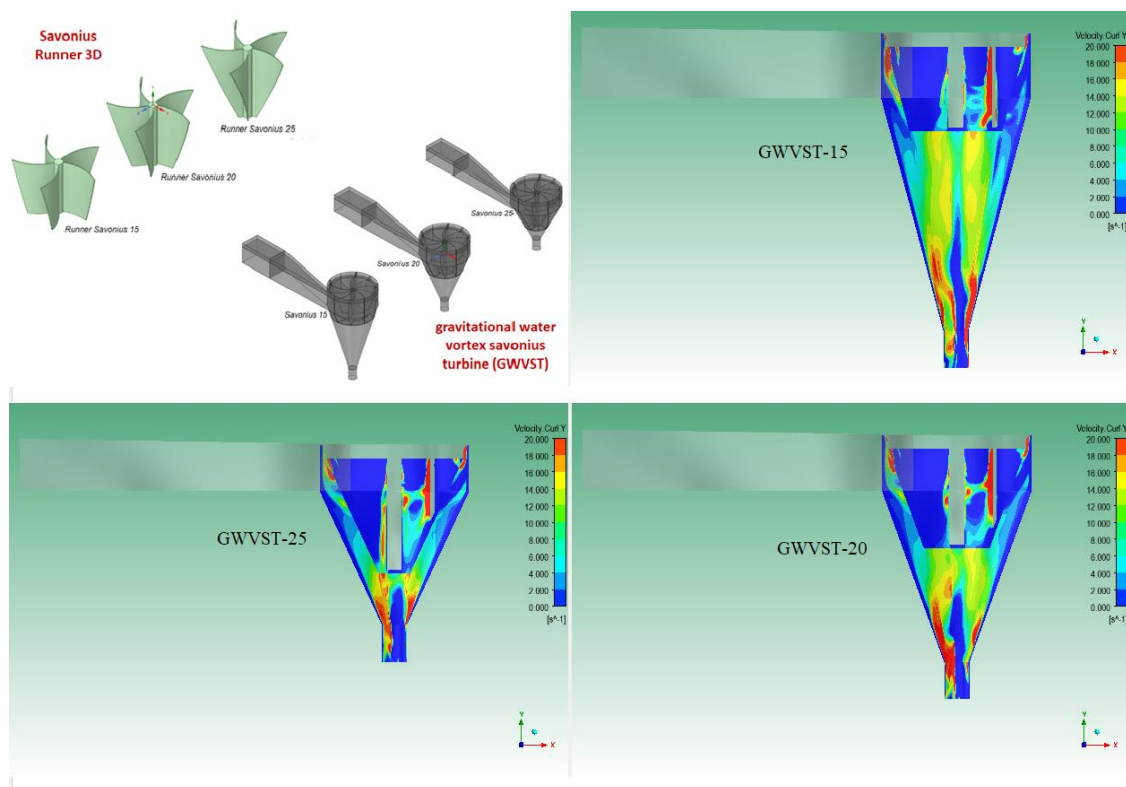 Savonius
Runner 3D
Runner Savonius 25
Runner Savonius 20
Runner Savonius 15
Savonius 25
Savonius 20
Savonius 15
gravitational water
vortex savonius
turbine (GWVST)
Velocity.Curl Y
20.000
18.000
16.000
14.000
12.000
10.000
8.000
6.000
4.000
2.000
0.000
[s^-1]
GWVST-15
Y
X
Velocity.Curl Y
20.000
18.000
16.000
14.000
12.000
10.000
8.000
6.000
4.000
2.000
0.000
[s^-1]
GWVST-25
Y
X
Velocity.Curl Y
20.000
18.000
16.000
14.000
12.000
10.000
8.000
6.000
4.000
2.000
0.000
[s^-1]
GWVST-20
Y
X